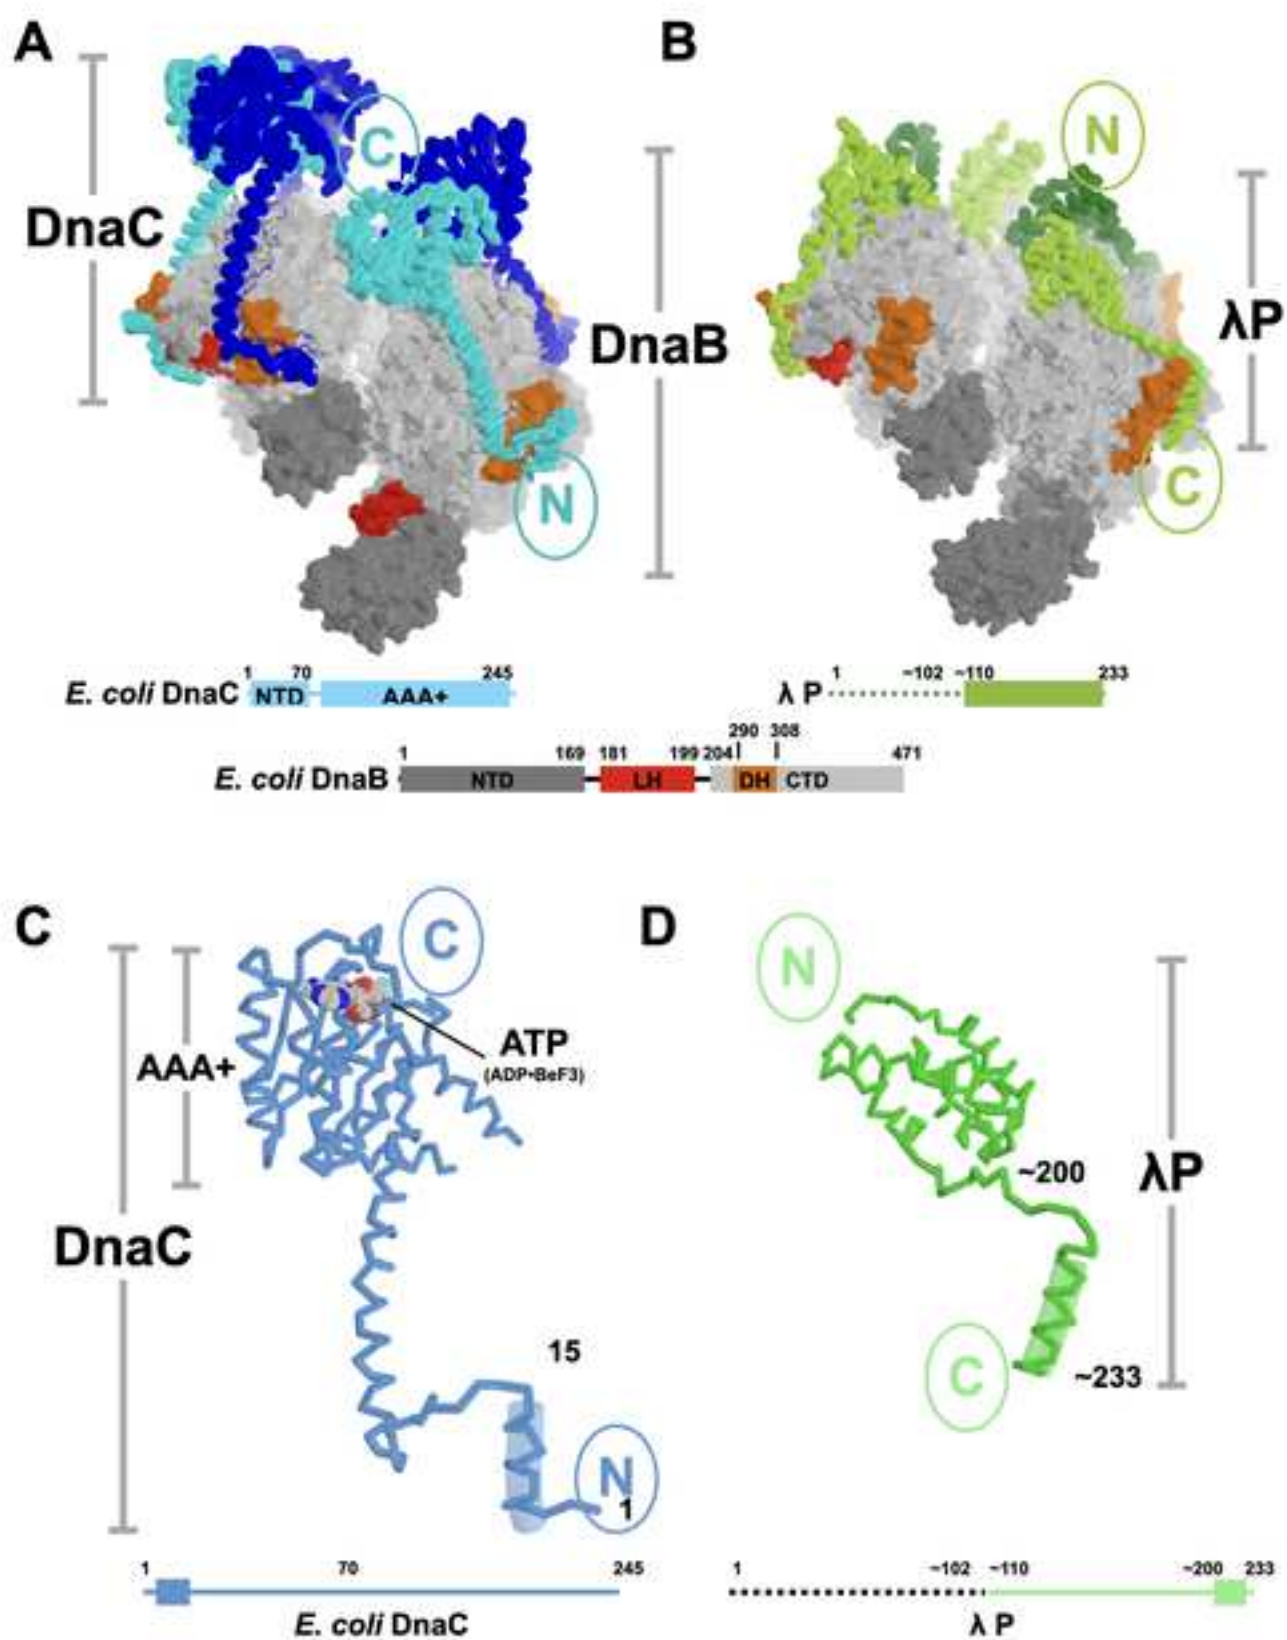 A
B
C
N
DnaC
DnaB
λP
N
C
1 70 245
E. coli DnaC NTD AAA+
1 ~102 ~110 233
λ P
290 308
1 169 181 199 204 471
E. coli DnaB NTD LH DH CTD
C
D
C
N
AAA+
ATP
(ADP•BeF3)
~200
λP
DnaC
15
C
~233
N
1
1 70 245
E. coli DnaC
1 ~102 ~110 ~200 233
λ P